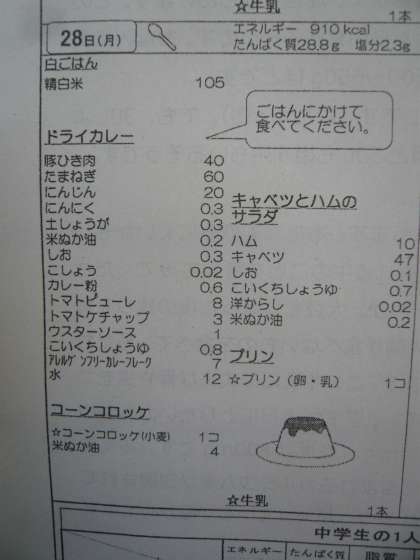 ☆牛乳
1本
28日(月)
エネルギー 910 kcal
たんぱく質28.8g 塩分2.3g
白ごはん
精白米 105
ごはんにかけて
食べてください。
ドライカレー
豚ひき肉 40
たまねぎ 60
にんじん 20
にんにく 0.3
土しょうが 0.3
米ぬか油 0.2
しお 0.3
こしょう 0.02
カレー粉 0.6
トマトピューレ 8
トマトケチャップ 3
ウスターソース 1
こいくちしょうゆ 0.8
アレルゲンフリーカレーフレーク 7
水 12
キャベツとハムの
サラダ
ハム 10
キャベツ 47
しお 0.1
こいくちしょうゆ 0.7
洋からし 0.02
米ぬか油 0.2
プリン
☆プリン（卵・乳） 1コ
コーンコロッケ
☆コーンコロッケ(小麦) 1コ
米ぬか油 4
☆牛乳
1本
中学生の1人
エネルギー たんぱく質 脂質